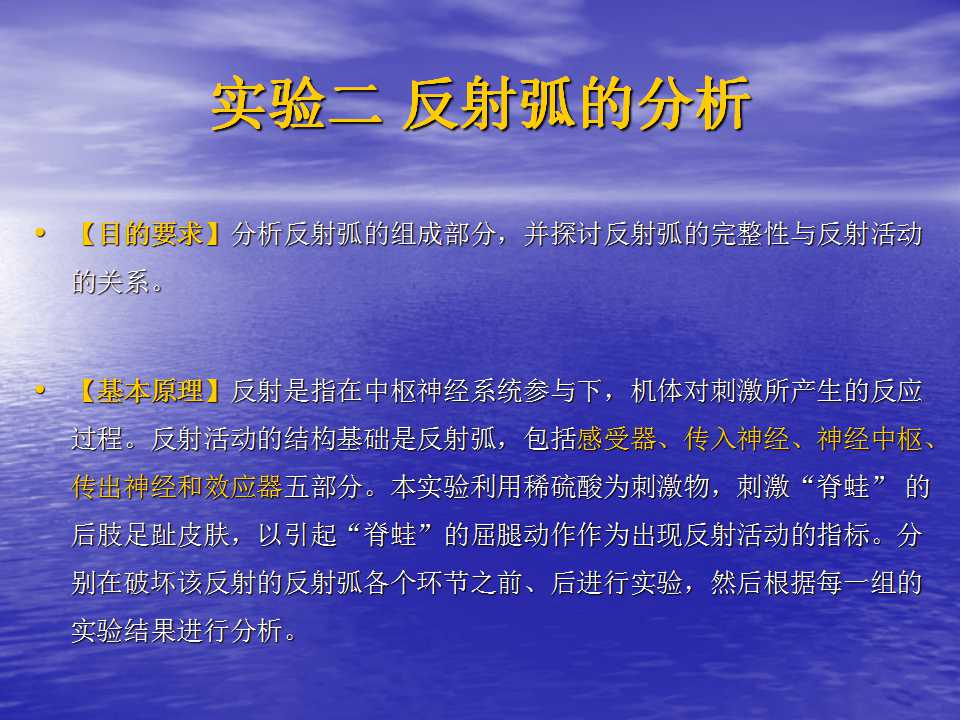 实验二 反射弧的分析
• 【目的要求】分析反射弧的组成部分，并探讨反射弧的完整性与反射活动
的关系。
• 【基本原理】反射是指在中枢神经系统参与下，机体对刺激所产生的反应
过程。反射活动的结构基础是反射弧，包括感受器、传入神经、神经中枢、
传出神经和效应器五部分。本实验利用稀硫酸为刺激物，刺激“脊蛙” 的
后肢足趾皮肤，以引起“脊蛙”的屈腿动作作为出现反射活动的指标。分
别在破坏该反射的反射弧各个环节之前、后进行实验，然后根据每一组的
实验结果进行分析。